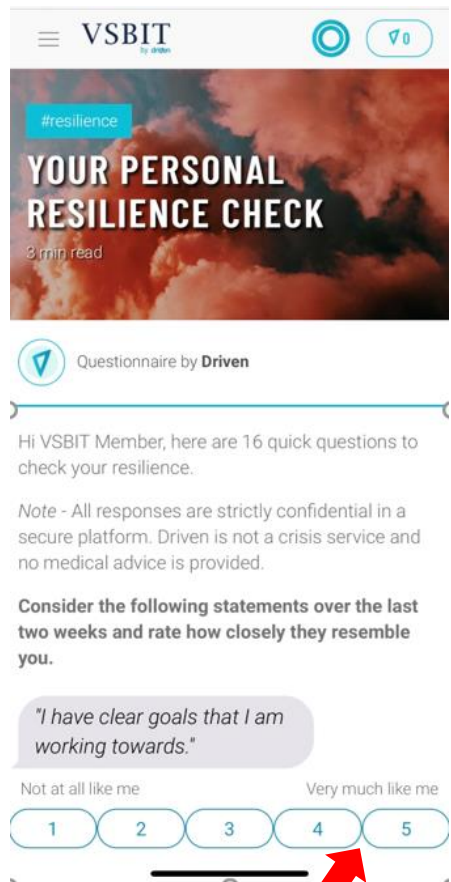 VSBIT
by driven
0
#resilience
YOUR PERSONAL
RESILIENCE CHECK
3 min read
Questionnaire by Driven
Hi VSBIT Member, here are 16 quick questions to
check your resilience.
Note - All responses are strictly confidential in a
secure platform. Driven is not a crisis service and
no medical advice is provided.
Consider the following statements over the last
two weeks and rate how closely they resemble
you.
"I have clear goals that I am
working towards."
Not at all like me Very much like me
1 2 3 4 5